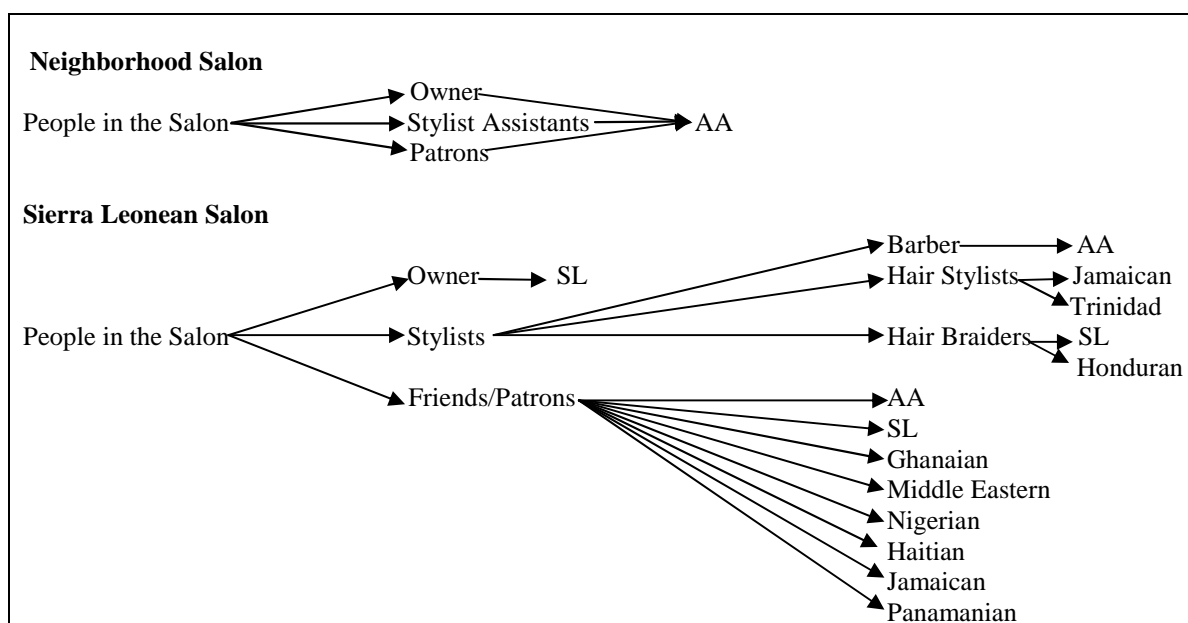 Neighborhood Salon
Owner
People in the Salon Stylist Assistants AA
Patrons
Sierra Leonean Salon
Barber AA
Owner SL Hair Stylists Jamaican
Trinidad
People in the Salon Stylists Hair Braiders SL
Honduran
Friends/Patrons AA
SL
Ghanaian
Middle Eastern
Nigerian
Haitian
Jamaican
Panamanian